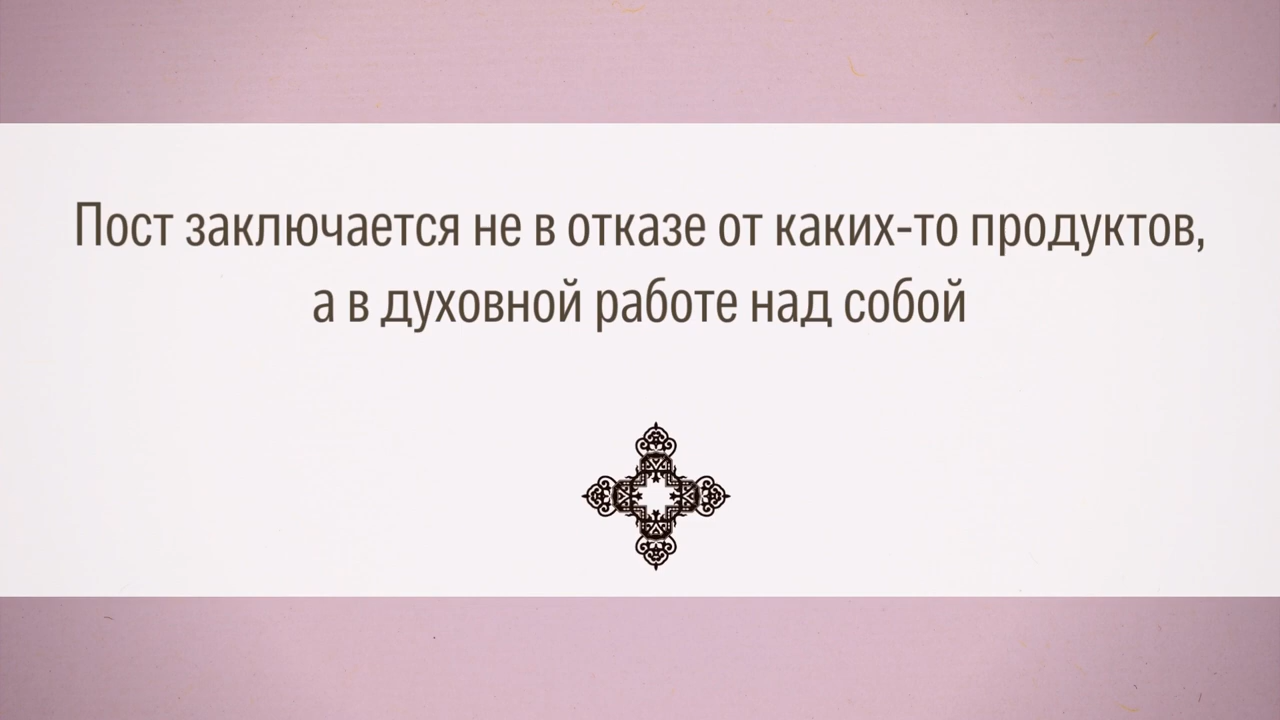 Пост заключается не в отказе от каких-то продуктов,
а в духовной работе над собой